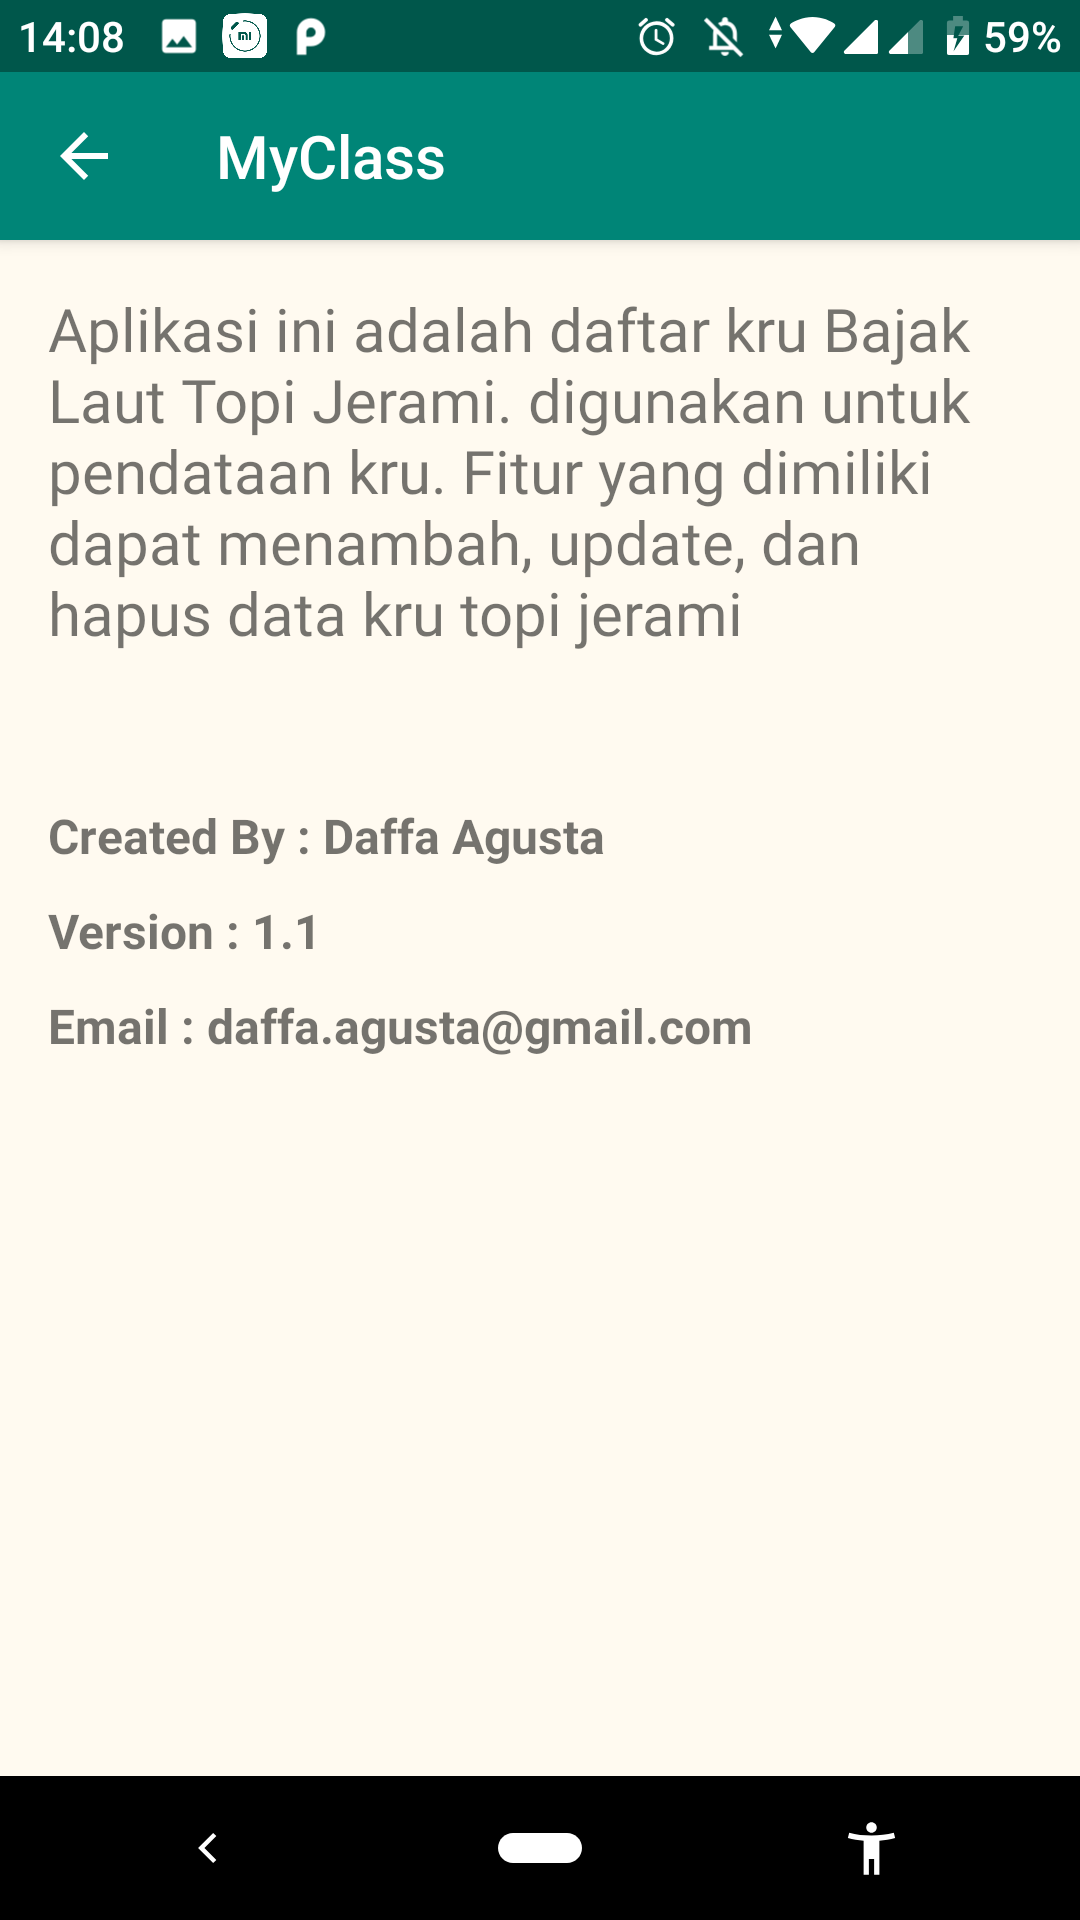 14:08
59%
MyClass
Aplikasi ini adalah daftar kru Bajak
Laut Topi Jerami. digunakan untuk
pendataan kru. Fitur yang dimiliki
dapat menambah, update, dan
hapus data kru topi jerami
Created By : Daffa Agusta
Version : 1.1
Email : daffa.agusta@gmail.com